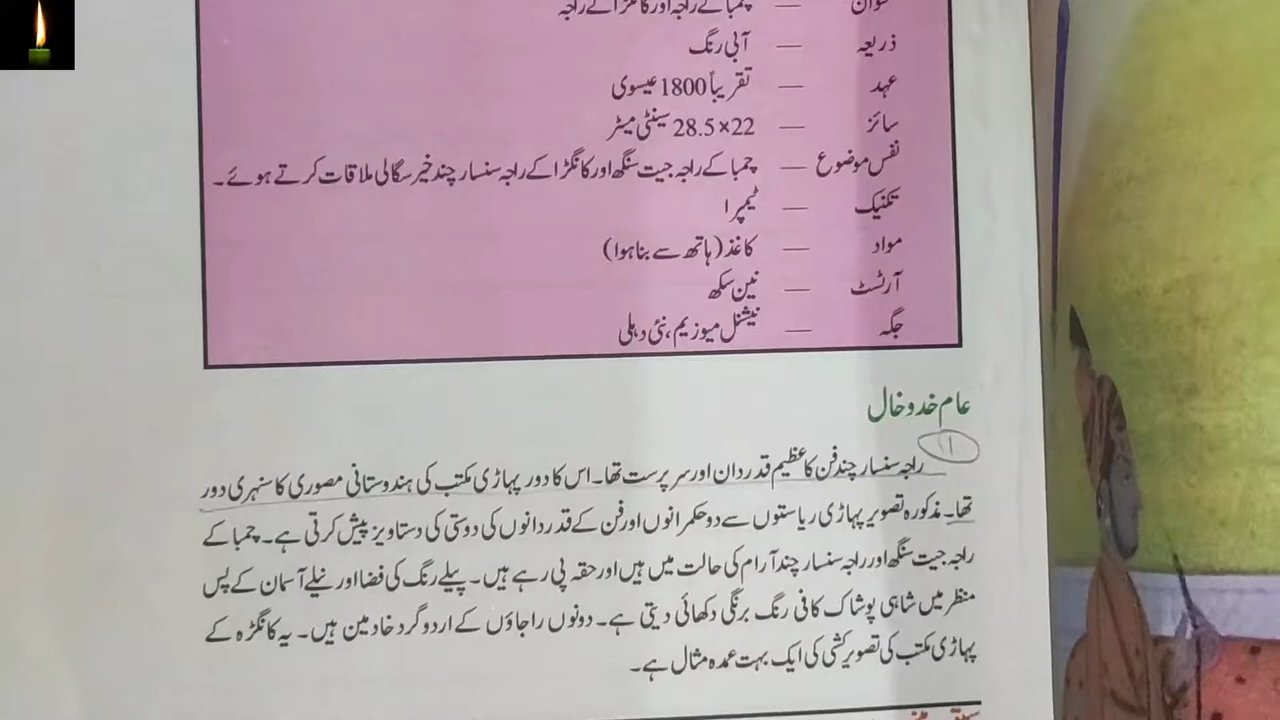 عنوان — چمبا کے راجہ اور کانگڑا کے راجہ
ذریعہ — آبی رنگ
عہد — تقریباً 1800 عیسوی
سائز — 28.5×22 سینٹی میٹر
نفس موضوع — چمبا کے راجہ جیت سنگھ اور کانگڑا کے راجہ سنسار چند خیر سگالی ملاقات کرتے ہوئے۔
تکنیک — ٹیمپرا
مواد — کاغذ (ہاتھ سے بنا ہوا)
آرٹسٹ — نین سکھ
جگہ — نیشنل میوزیم، نئی دہلی
عام خدوخال
۱
راجہ سنسار چند فن کا عظیم قدردان اور سرپرست تھا۔ اس کا دور پہاڑی مکتب کی ہندوستانی مصوری کا سنہری دور
تھا۔ مذکورہ تصویر پہاڑی ریاستوں سے دو حکمرانوں اور فن کے قدردانوں کی دوستی کی دستاویز پیش کرتی ہے۔ چمبا کے
راجہ جیت سنگھ اور راجہ سنسار چند آرام کی حالت میں ہیں اور حقہ پی رہے ہیں۔ پیلے رنگ کی فضا اور نیلے آسمان کے پس
منظر میں شاہی پوشاک کافی رنگ برنگی دکھائی دیتی ہے۔ دونوں راجاؤں کے اردو گرد خادمین ہیں۔ یہ کانگڑہ کے
پہاڑی مکتب کی تصویر کشی کی ایک بہت عمدہ مثال ہے۔